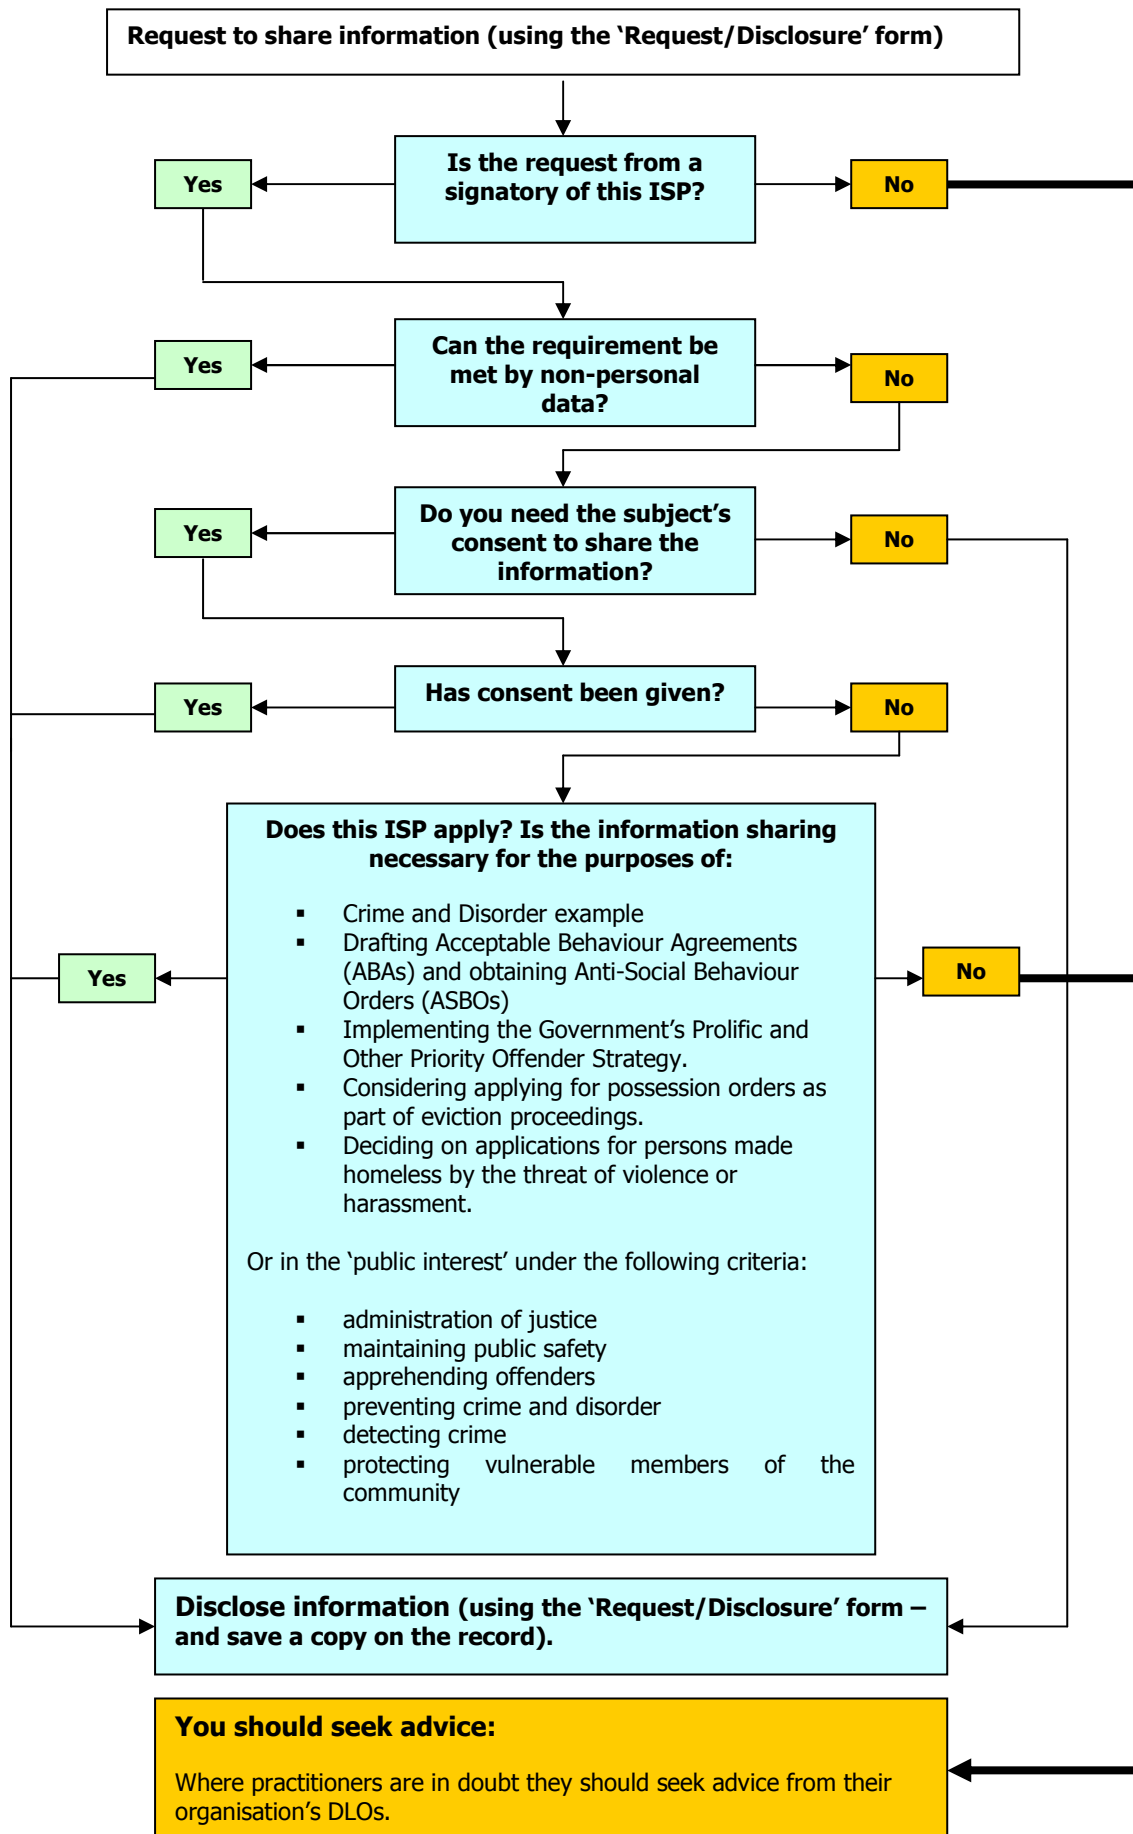 Request to share information (using the ‘Request/Disclosure’ form)
Is the request from a
signatory of this ISP?
Yes
No
Can the requirement be
met by non-personal
data?
Yes
No
Do you need the subject’s
consent to share the
information?
Yes
No
Has consent been given?
Yes
No
Does this ISP apply? Is the information sharing
necessary for the purposes of:
▪ Crime and Disorder example
▪ Drafting Acceptable Behaviour Agreements
(ABAs) and obtaining Anti-Social Behaviour
Orders (ASBOs)
▪ Implementing the Government’s Prolific and
Other Priority Offender Strategy.
▪ Considering applying for possession orders as
part of eviction proceedings.
▪ Deciding on applications for persons made
homeless by the threat of violence or
harassment.
Or in the ‘public interest’ under the following criteria:
▪ administration of justice
▪ maintaining public safety
▪ apprehending offenders
▪ preventing crime and disorder
▪ detecting crime
▪ protecting vulnerable members of the
community
Yes
No
Disclose information (using the ‘Request/Disclosure’ form –
and save a copy on the record).
You should seek advice:
Where practitioners are in doubt they should seek advice from their
organisation’s DLOs.